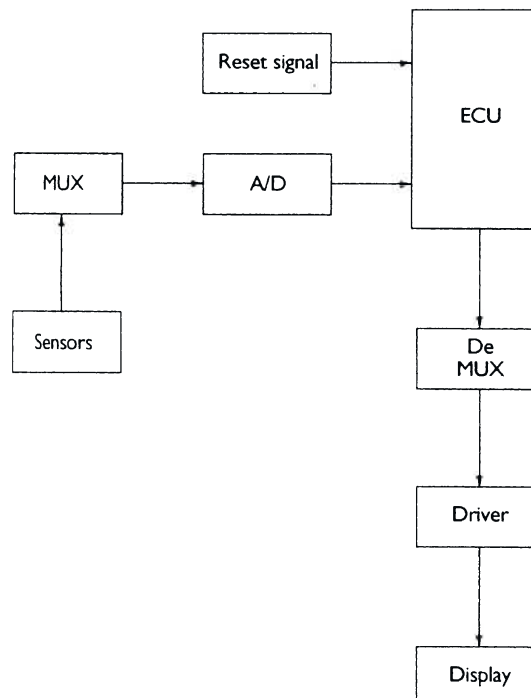 Reset signal
ECU
MUX
A/D
Sensors
De
MUX
Driver
Display